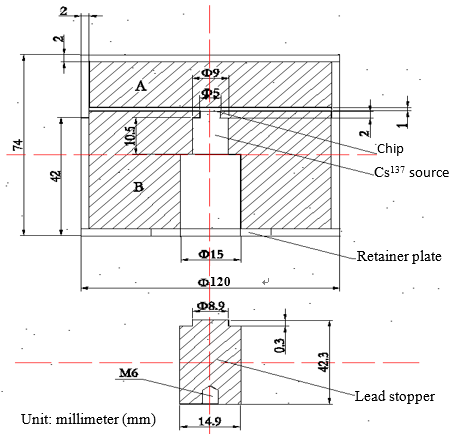 2
2
Φ9
A
Φ5
2
1
Chip
10.5
74
42
Cs137 source
B
Retainer plate
Φ15
Φ120
Φ8.9
0.3
42.3
M6
Lead stopper
Unit: millimeter (mm)
14.9